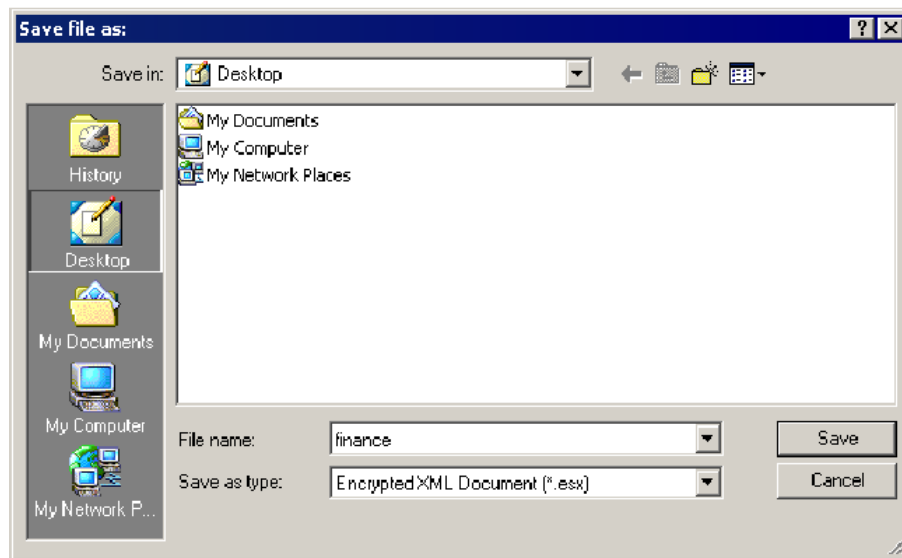 Save file as:
Save in: Desktop
History
Desktop
My Documents
My Computer
My Network P...
My Documents
My Computer
My Network Places
File name: finance
Save
Save as type: Encrypted XML Document (*.esx)
Cancel